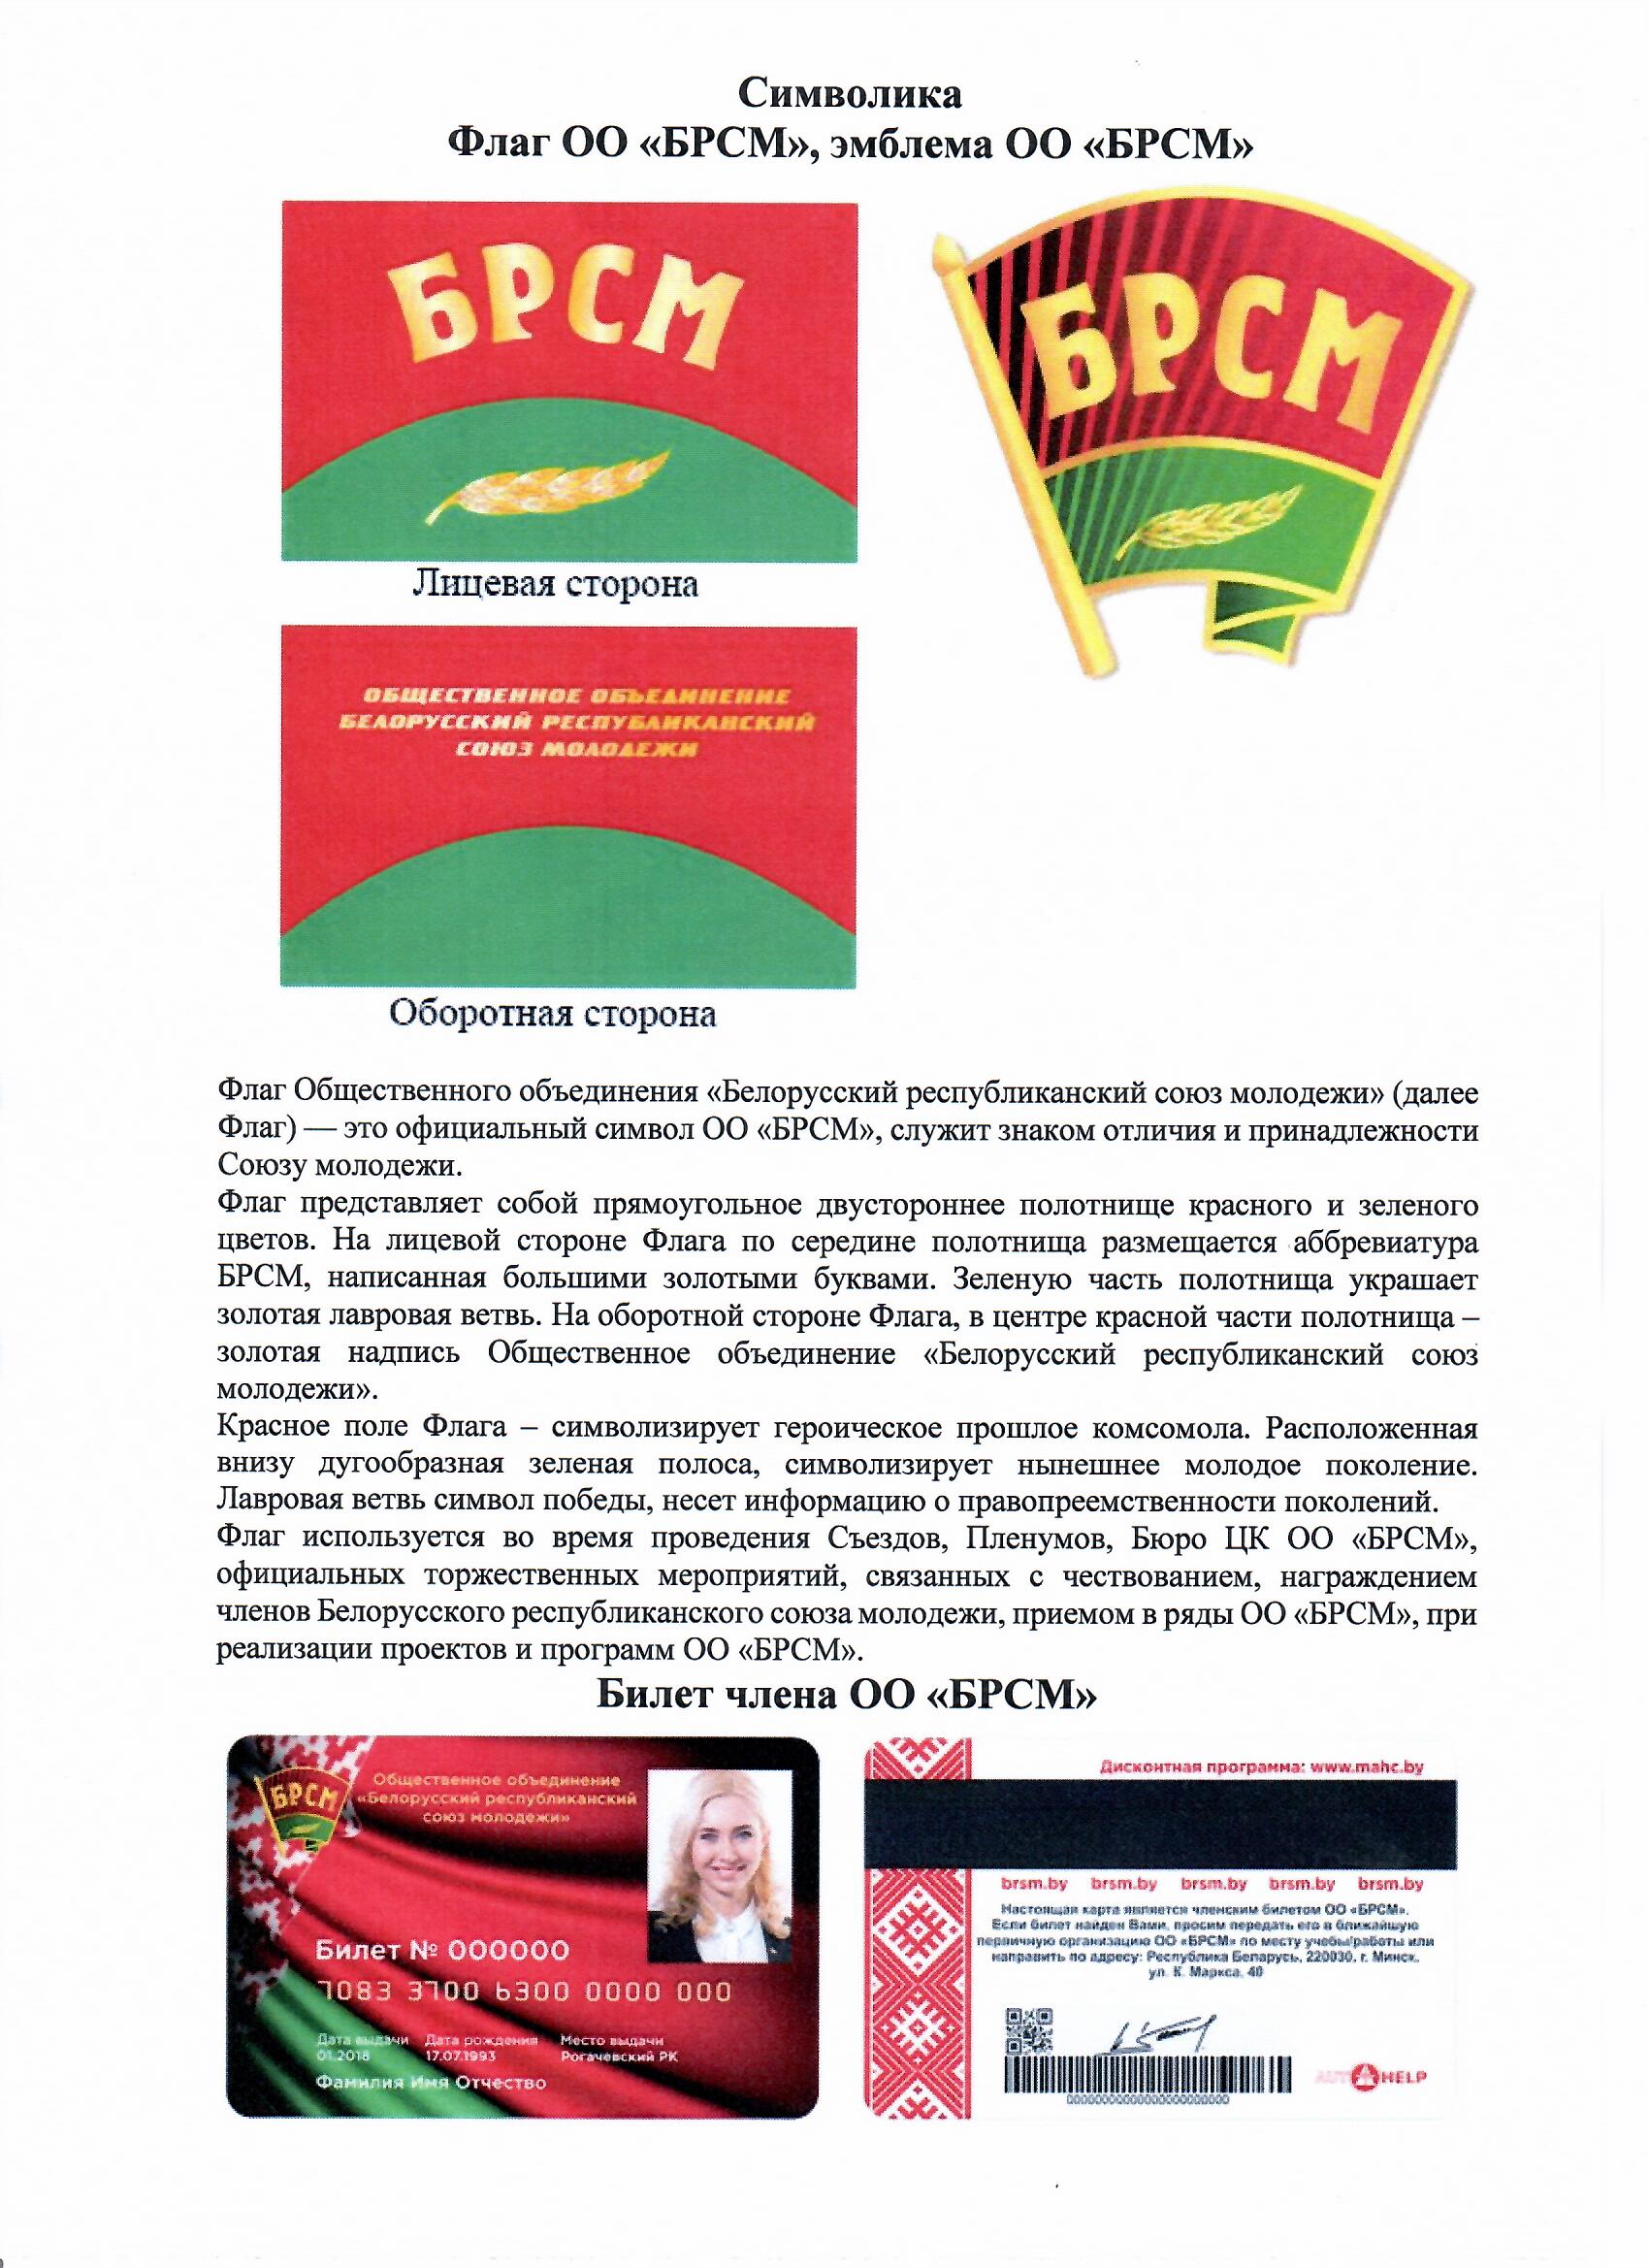 Символика
Флаг ОО «БРСМ», эмблема ОО «БРСМ»
БРСМ
БРСМ
Лицевая сторона
ОБЩЕСТВЕННОЕ ОБЪЕДИНЕНИЕ
БЕЛОРУССКИЙ РЕСПУБЛИКАНСКИЙ
СОЮЗ МОЛОДЕЖИ
Оборотная сторона
Флаг Общественного объединения «Белорусский республиканский союз молодежи» (далее
Флаг) — это официальный символ ОО «БРСМ», служит знаком отличия и принадлежности
Союзу молодежи.
Флаг представляет собой прямоугольное двустороннее полотнище красного и зеленого
цветов. На лицевой стороне Флага по середине полотнища размещается аббревиатура
БРСМ, написанная большими золотыми буквами. Зеленую часть полотнища украшает
золотая лавровая ветвь. На оборотной стороне Флага, в центре красной части полотнища –
золотая надпись Общественное объединение «Белорусский республиканский союз
молодежи».
Красное поле Флага – символизирует героическое прошлое комсомола. Расположенная
внизу дугообразная зеленая полоса, символизирует нынешнее молодое поколение.
Лавровая ветвь символ победы, несет информацию о правопреемственности поколений.
Флаг используется во время проведения Съездов, Пленумов, Бюро ЦК ОО «БРСМ»,
официальных торжественных мероприятий, связанных с чествованием, награждением
членов Белорусского республиканского союза молодежи, приемом в ряды ОО «БРСМ», при
реализации проектов и программ ОО «БРСМ».
Билет члена ОО «БРСМ»
БРСМ
Общественное объединение
«Белорусский республиканский
союз молодежи»
Билет № 000000
7083 3700 6300 0000 000
Дата выдачи Дата рождения Место выдачи
01.2018 17.07.1993 Рогачевский РК
Фамилия Имя Отчество
Дисконтная программа: www.mahc.by
brsm.by brsm.by brsm.by brsm.by brsm.by
Настоящая карта является членским билетом ОО «БРСМ».
Если билет найден Вами, просим передать его в ближайшую
первичную организацию ОО «БРСМ» по месту учебы/работы или
направить по адресу: Республика Беларусь, 220030, г. Минск,
ул. К. Маркса, 40
AUTOHELP